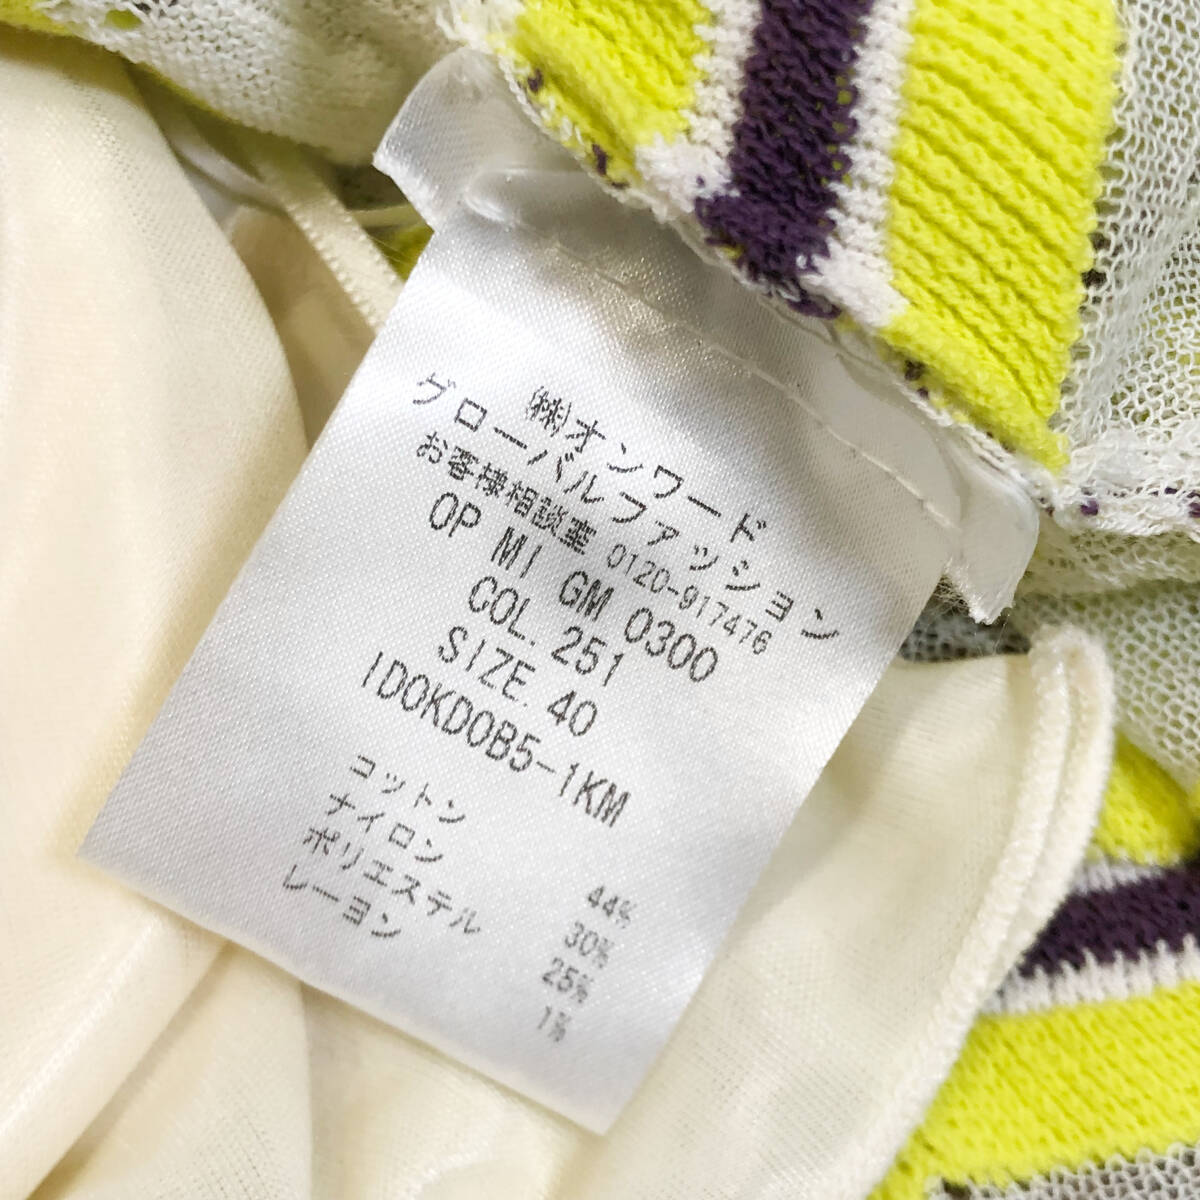 ㈱オンワード
グローバルファッション
お客様相談室 0120-917476
OP MI GM 0300
COL. 251
SIZE. 40
IDOKDOB5-1KM
コットン 44%
ナイロン 30%
ポリエステル 25%
レーヨン 1%